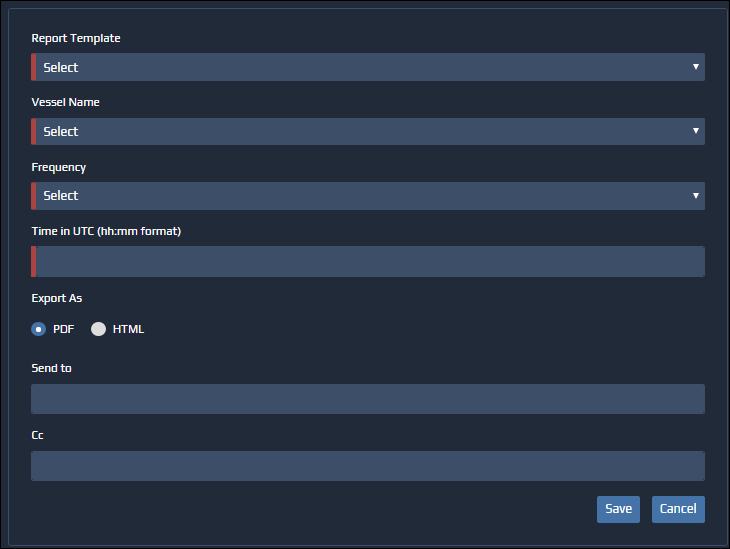 Report Template
Select
Vessel Name
Select
Frequency
Select
Time in UTC (hh:mm format)
Export As
PDF HTML
Send to
Cc
Save Cancel